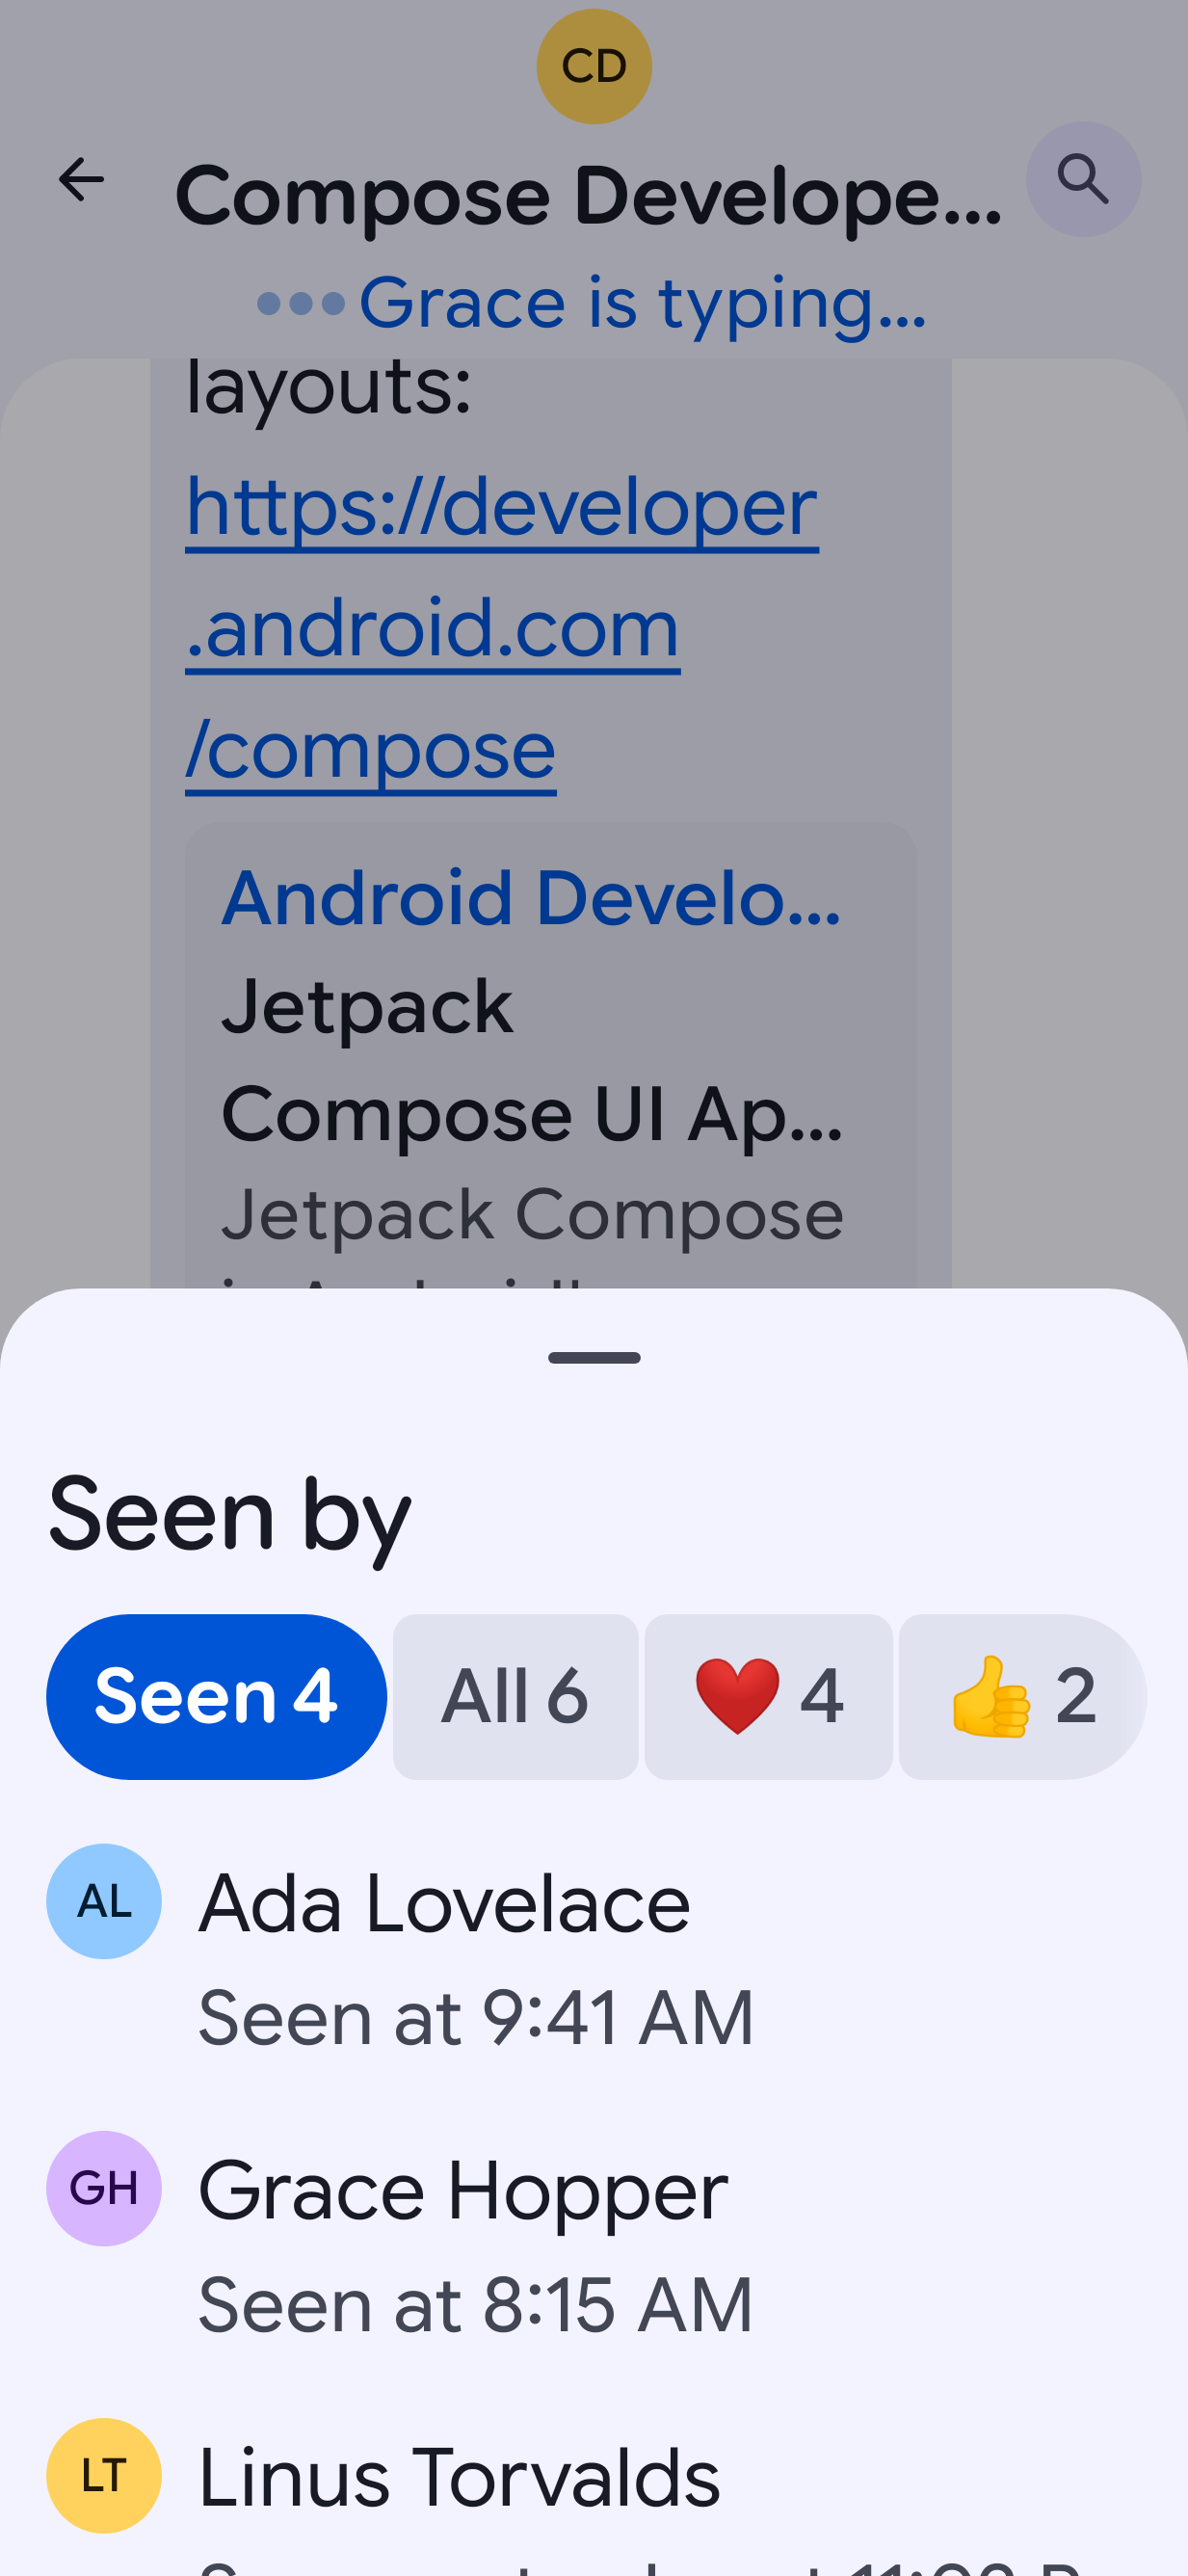 CD
Compose Develope...
Grace is typing...
layouts:
https://developer
.android.com
/compose
Android Develo...
Jetpack
Compose UI Ap...
Jetpack Compose
Seen by
Seen 4
All 6
❤️ 4
👍 2
AL
Ada Lovelace
Seen at 9:41 AM
GH
Grace Hopper
Seen at 8:15 AM
LT
Linus Torvalds